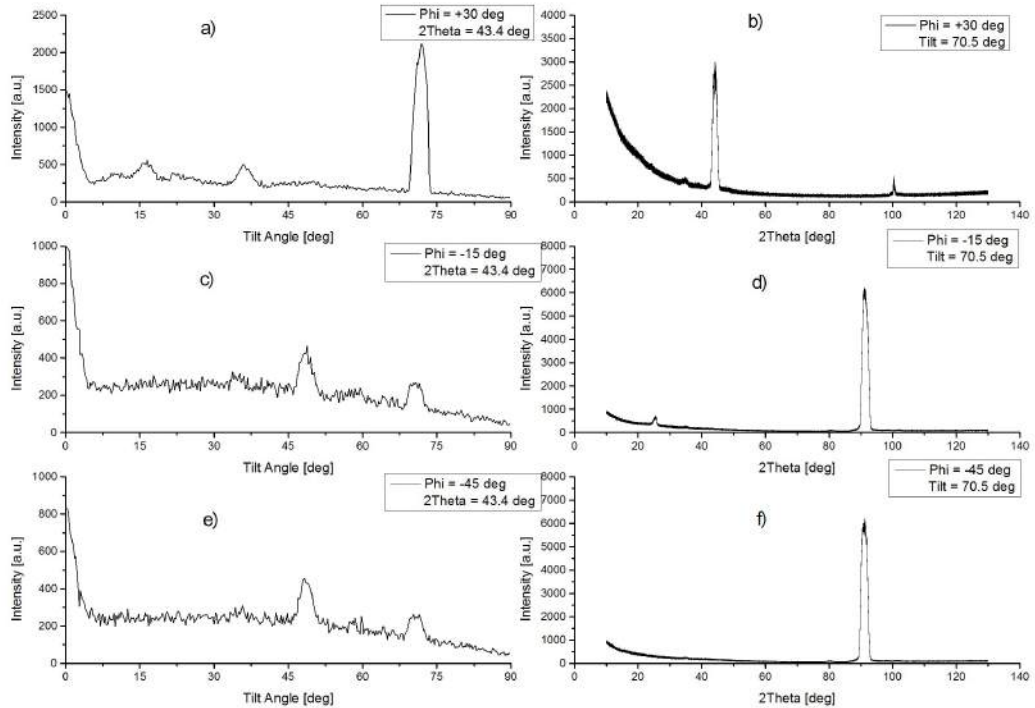 a)
Phi = +30 deg
2Theta = 43.4 deg
Intensity [a.u.]
2500
2000
1500
1000
500
0
0 15 30 45 60 75 90
Tilt Angle [deg]
b)
Phi = +30 deg
Tilt = 70.5 deg
Intensity [a.u.]
4000
3500
3000
2500
2000
1500
1000
500
0
0 20 40 60 80 100 120 140
2Theta [deg]
c)
Phi = -15 deg
2Theta = 43.4 deg
Intensity [a.u.]
1000
800
600
400
200
0
0 15 30 45 60 75 90
Tilt Angle [deg]
d)
Phi = -15 deg
Tilt = 70.5 deg
Intensity [a.u.]
8000
7000
6000
5000
4000
3000
2000
1000
0
0 20 40 60 80 100 120 140
2Theta [deg]
e)
Phi = -45 deg
2Theta = 43.4 deg
Intensity [a.u.]
1000
800
600
400
200
0
0 15 30 45 60 75 90
Tilt Angle [deg]
f)
Phi = -45 deg
Tilt = 70.5 deg
Intensity [a.u.]
8000
7000
6000
5000
4000
3000
2000
1000
0
0 20 40 60 80 100 120 140
2Theta [deg]